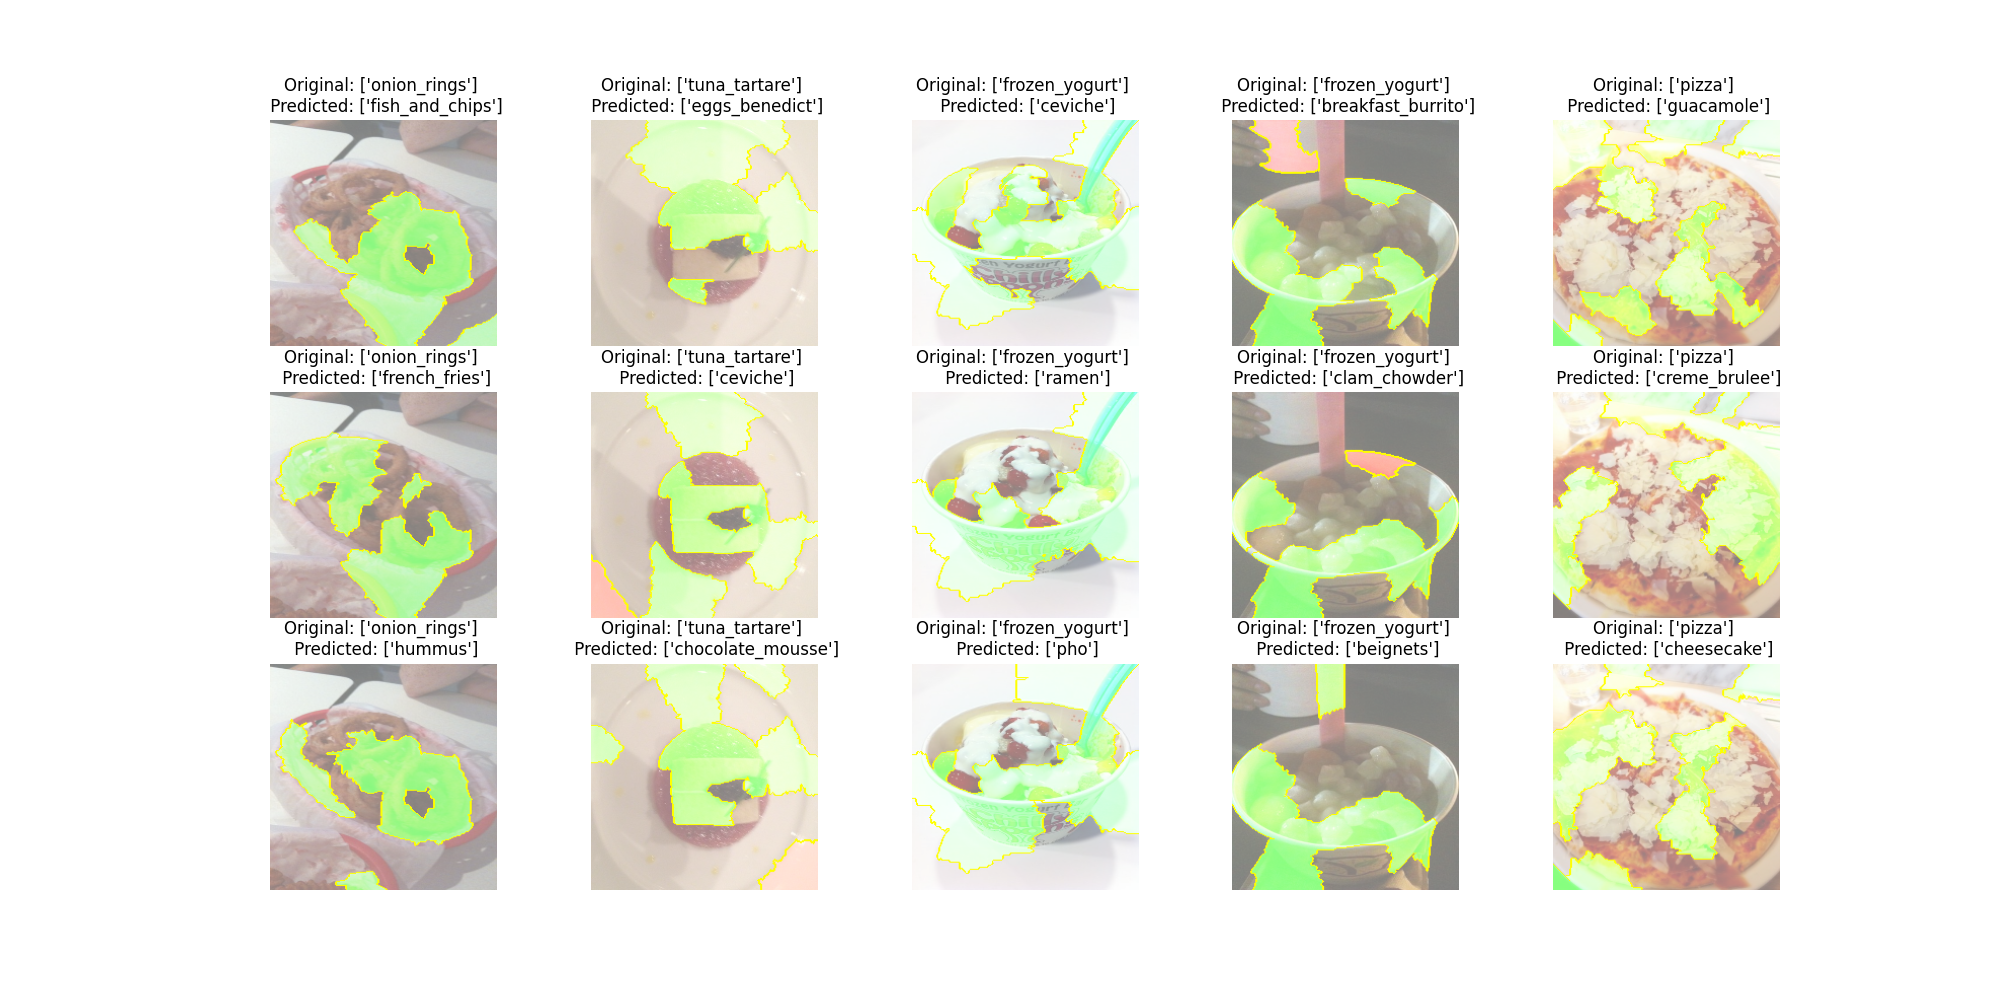 Original: ['onion_rings']
Predicted: ['fish_and_chips']
Original: ['tuna_tartare']
Predicted: ['eggs_benedict']
Original: ['frozen_yogurt']
Predicted: ['ceviche']
Original: ['frozen_yogurt']
Predicted: ['breakfast_burrito']
Original: ['pizza']
Predicted: ['guacamole']
Original: ['onion_rings']
Predicted: ['french_fries']
Original: ['tuna_tartare']
Predicted: ['ceviche']
Original: ['frozen_yogurt']
Predicted: ['ramen']
Original: ['frozen_yogurt']
Predicted: ['clam_chowder']
Original: ['pizza']
Predicted: ['creme_brulee']
Original: ['onion_rings']
Predicted: ['hummus']
Original: ['tuna_tartare']
Predicted: ['chocolate_mousse']
Original: ['frozen_yogurt']
Predicted: ['pho']
Original: ['frozen_yogurt']
Predicted: ['beignets']
Original: ['pizza']
Predicted: ['cheesecake']